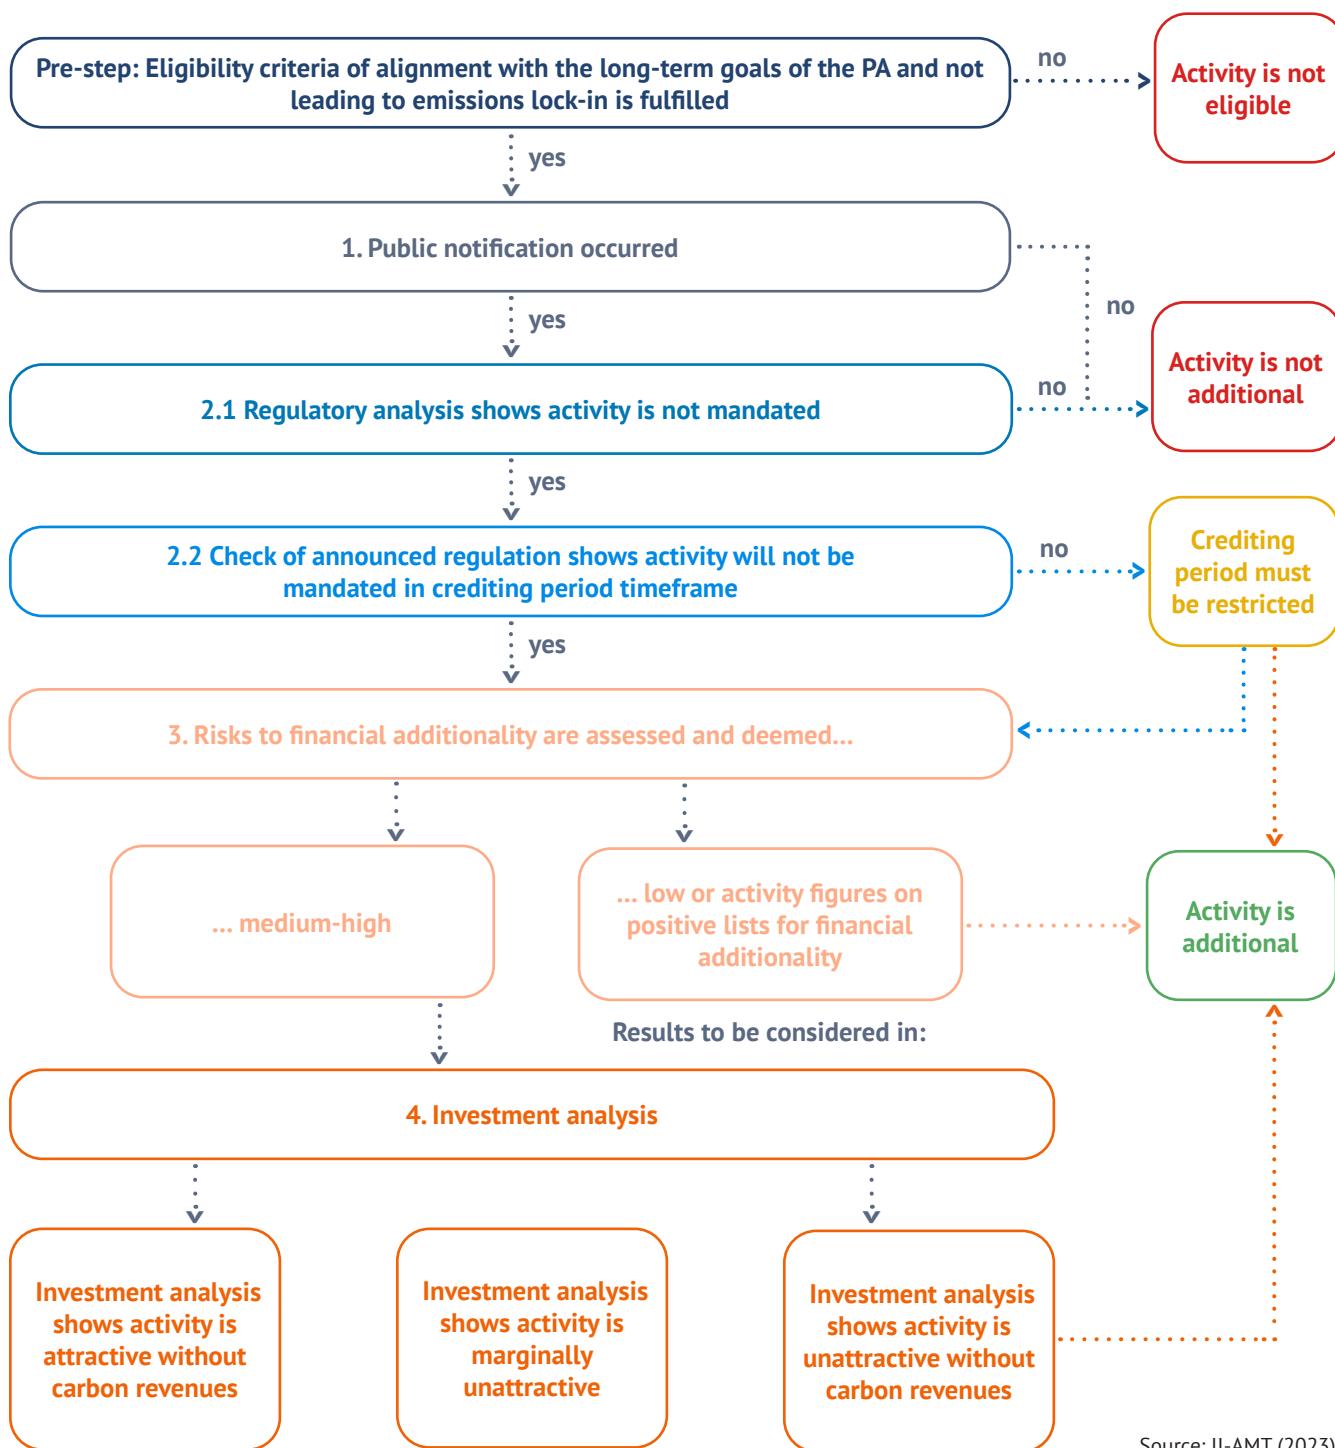 Pre-step: Eligibility criteria of alignment with the long-term goals of the PA and not
leading to emissions lock-in is fulfilled
no
Activity is not
eligible
yes
1. Public notification occurred
no
yes
2.1 Regulatory analysis shows activity is not mandated
no
Activity is not
additional
yes
2.2 Check of announced regulation shows activity will not be
mandated in crediting period timeframe
no
Crediting
period must
be restricted
yes
3. Risks to financial additionality are assessed and deemed...
... medium-high
... low or activity figures on
positive lists for financial
additionality
Activity is
additional
Results to be considered in:
4. Investment analysis
Investment analysis
shows activity is
attractive without
carbon revenues
Investment analysis
shows activity is
marginally
unattractive
Investment analysis
shows activity is
unattractive without
carbon revenues
Source: II-AMT (2023)